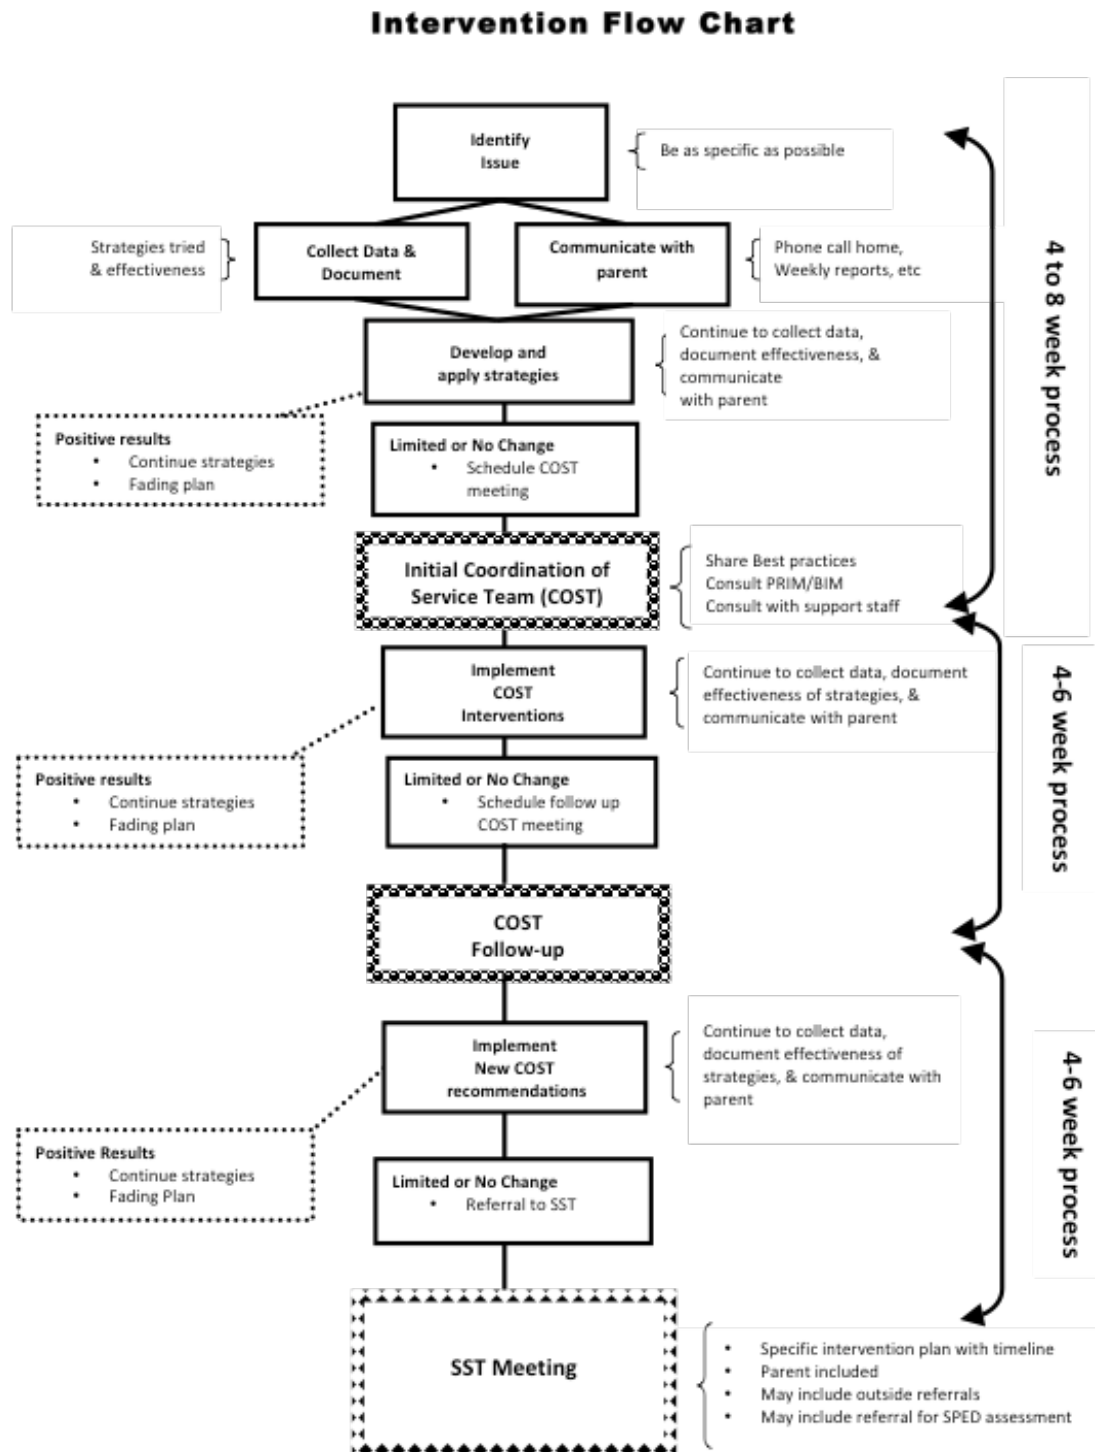 Intervention Flow Chart
Identify
Issue
Be as specific as possible
Strategies tried
& effectiveness
Collect Data &
Document
Communicate with
parent
Phone call home,
Weekly reports, etc
Develop and
apply strategies
Continue to collect data,
document effectiveness, &
communicate
with parent
Positive results
• Continue strategies
• Fading plan
Limited or No Change
• Schedule COST
meeting
4 to 8 week process
Initial Coordination of
Service Team (COST)
Share Best practices
Consult PRIM/BIM
Consult with support staff
Implement
COST
Interventions
Continue to collect data, document
effectiveness of strategies, &
communicate with parent
Positive results
• Continue strategies
• Fading plan
Limited or No Change
• Schedule follow up
COST meeting
4-6 week process
COST
Follow-up
Implement
New COST
recommendations
Continue to collect data,
document effectiveness of
strategies, & communicate with
parent
Positive Results
• Continue strategies
• Fading Plan
Limited or No Change
• Referral to SST
4-6 week process
SST Meeting
• Specific intervention plan with timeline
• Parent included
• May include outside referrals
• May include referral for SPED assessment